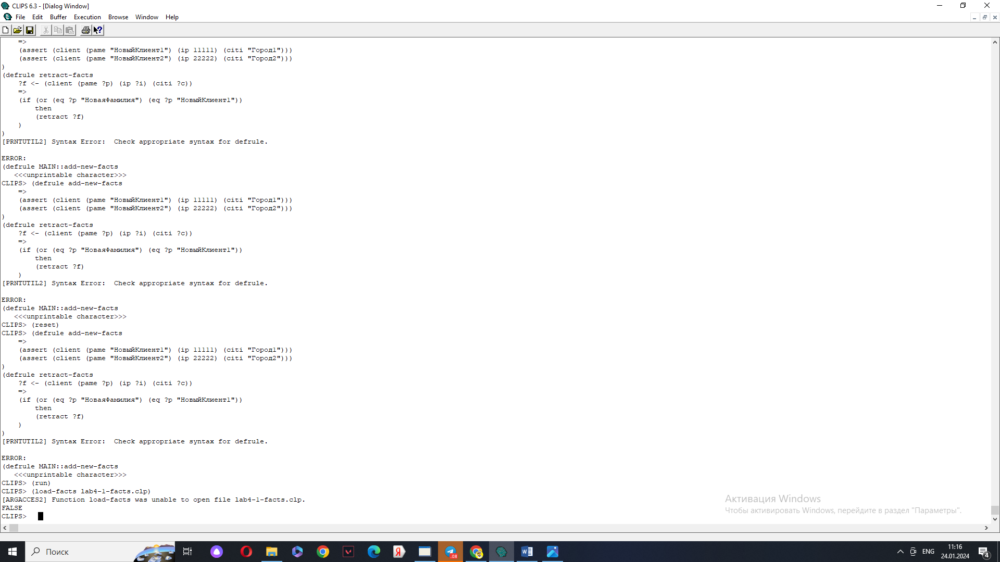 CLIPS 6.3 - [Dialog Window]
File Edit Buffer Execution Browse Window Help
=>
(assert (client (pame "НовыйКлиент1") (ip 11111) (citi "Город1")))
(assert (client (pame "НовыйКлиент2") (ip 22222) (citi "Город2")))
)
(defrule retract-facts
?f <- (client (pame ?p) (ip ?i) (citi ?c))
=>
(if (or (eq ?p "НоваяФамилия") (eq ?p "НовыйКлиент1"))
then
(retract ?f)
)
)
[PRNTUTIL2] Syntax Error:  Check appropriate syntax for defrule.
ERROR:
(defrule MAIN::add-new-facts
<<<unprintable character>>>
CLIPS> (defrule add-new-facts
=>
(assert (client (pame "НовыйКлиент1") (ip 11111) (citi "Город1")))
(assert (client (pame "НовыйКлиент2") (ip 22222) (citi "Город2")))
)
(defrule retract-facts
?f <- (client (pame ?p) (ip ?i) (citi ?c))
=>
(if (or (eq ?p "НоваяФамилия") (eq ?p "НовыйКлиент1"))
then
(retract ?f)
)
[PRNTUTIL2] Syntax Error:  Check appropriate syntax for defrule.
ERROR:
(defrule MAIN::add-new-facts
<<<unprintable character>>>
CLIPS> (reset)
CLIPS> (defrule add-new-facts
=>
(assert (client (pame "НовыйКлиент1") (ip 11111) (citi "Город1")))
(assert (client (pame "НовыйКлиент2") (ip 22222) (citi "Город2")))
)
(defrule retract-facts
?f <- (client (pame ?p) (ip ?i) (citi ?c))
=>
(if (or (eq ?p "НоваяФамилия") (eq ?p "НовыйКлиент1"))
then
(retract ?f)
)
)
[PRNTUTIL2] Syntax Error:  Check appropriate syntax for defrule.
ERROR:
(defrule MAIN::add-new-facts
<<<unprintable character>>>
CLIPS> (run)
CLIPS> (load-facts lab4-1-facts.clp)
[ARGACCES2] Function load-facts was unable to open file lab4-1-facts.clp.
FALSE
CLIPS>
Активация Windows
Чтобы активировать Windows, перейдите в раздел "Параметры".
Поиск
ENG
11:16
24.01.2024
4